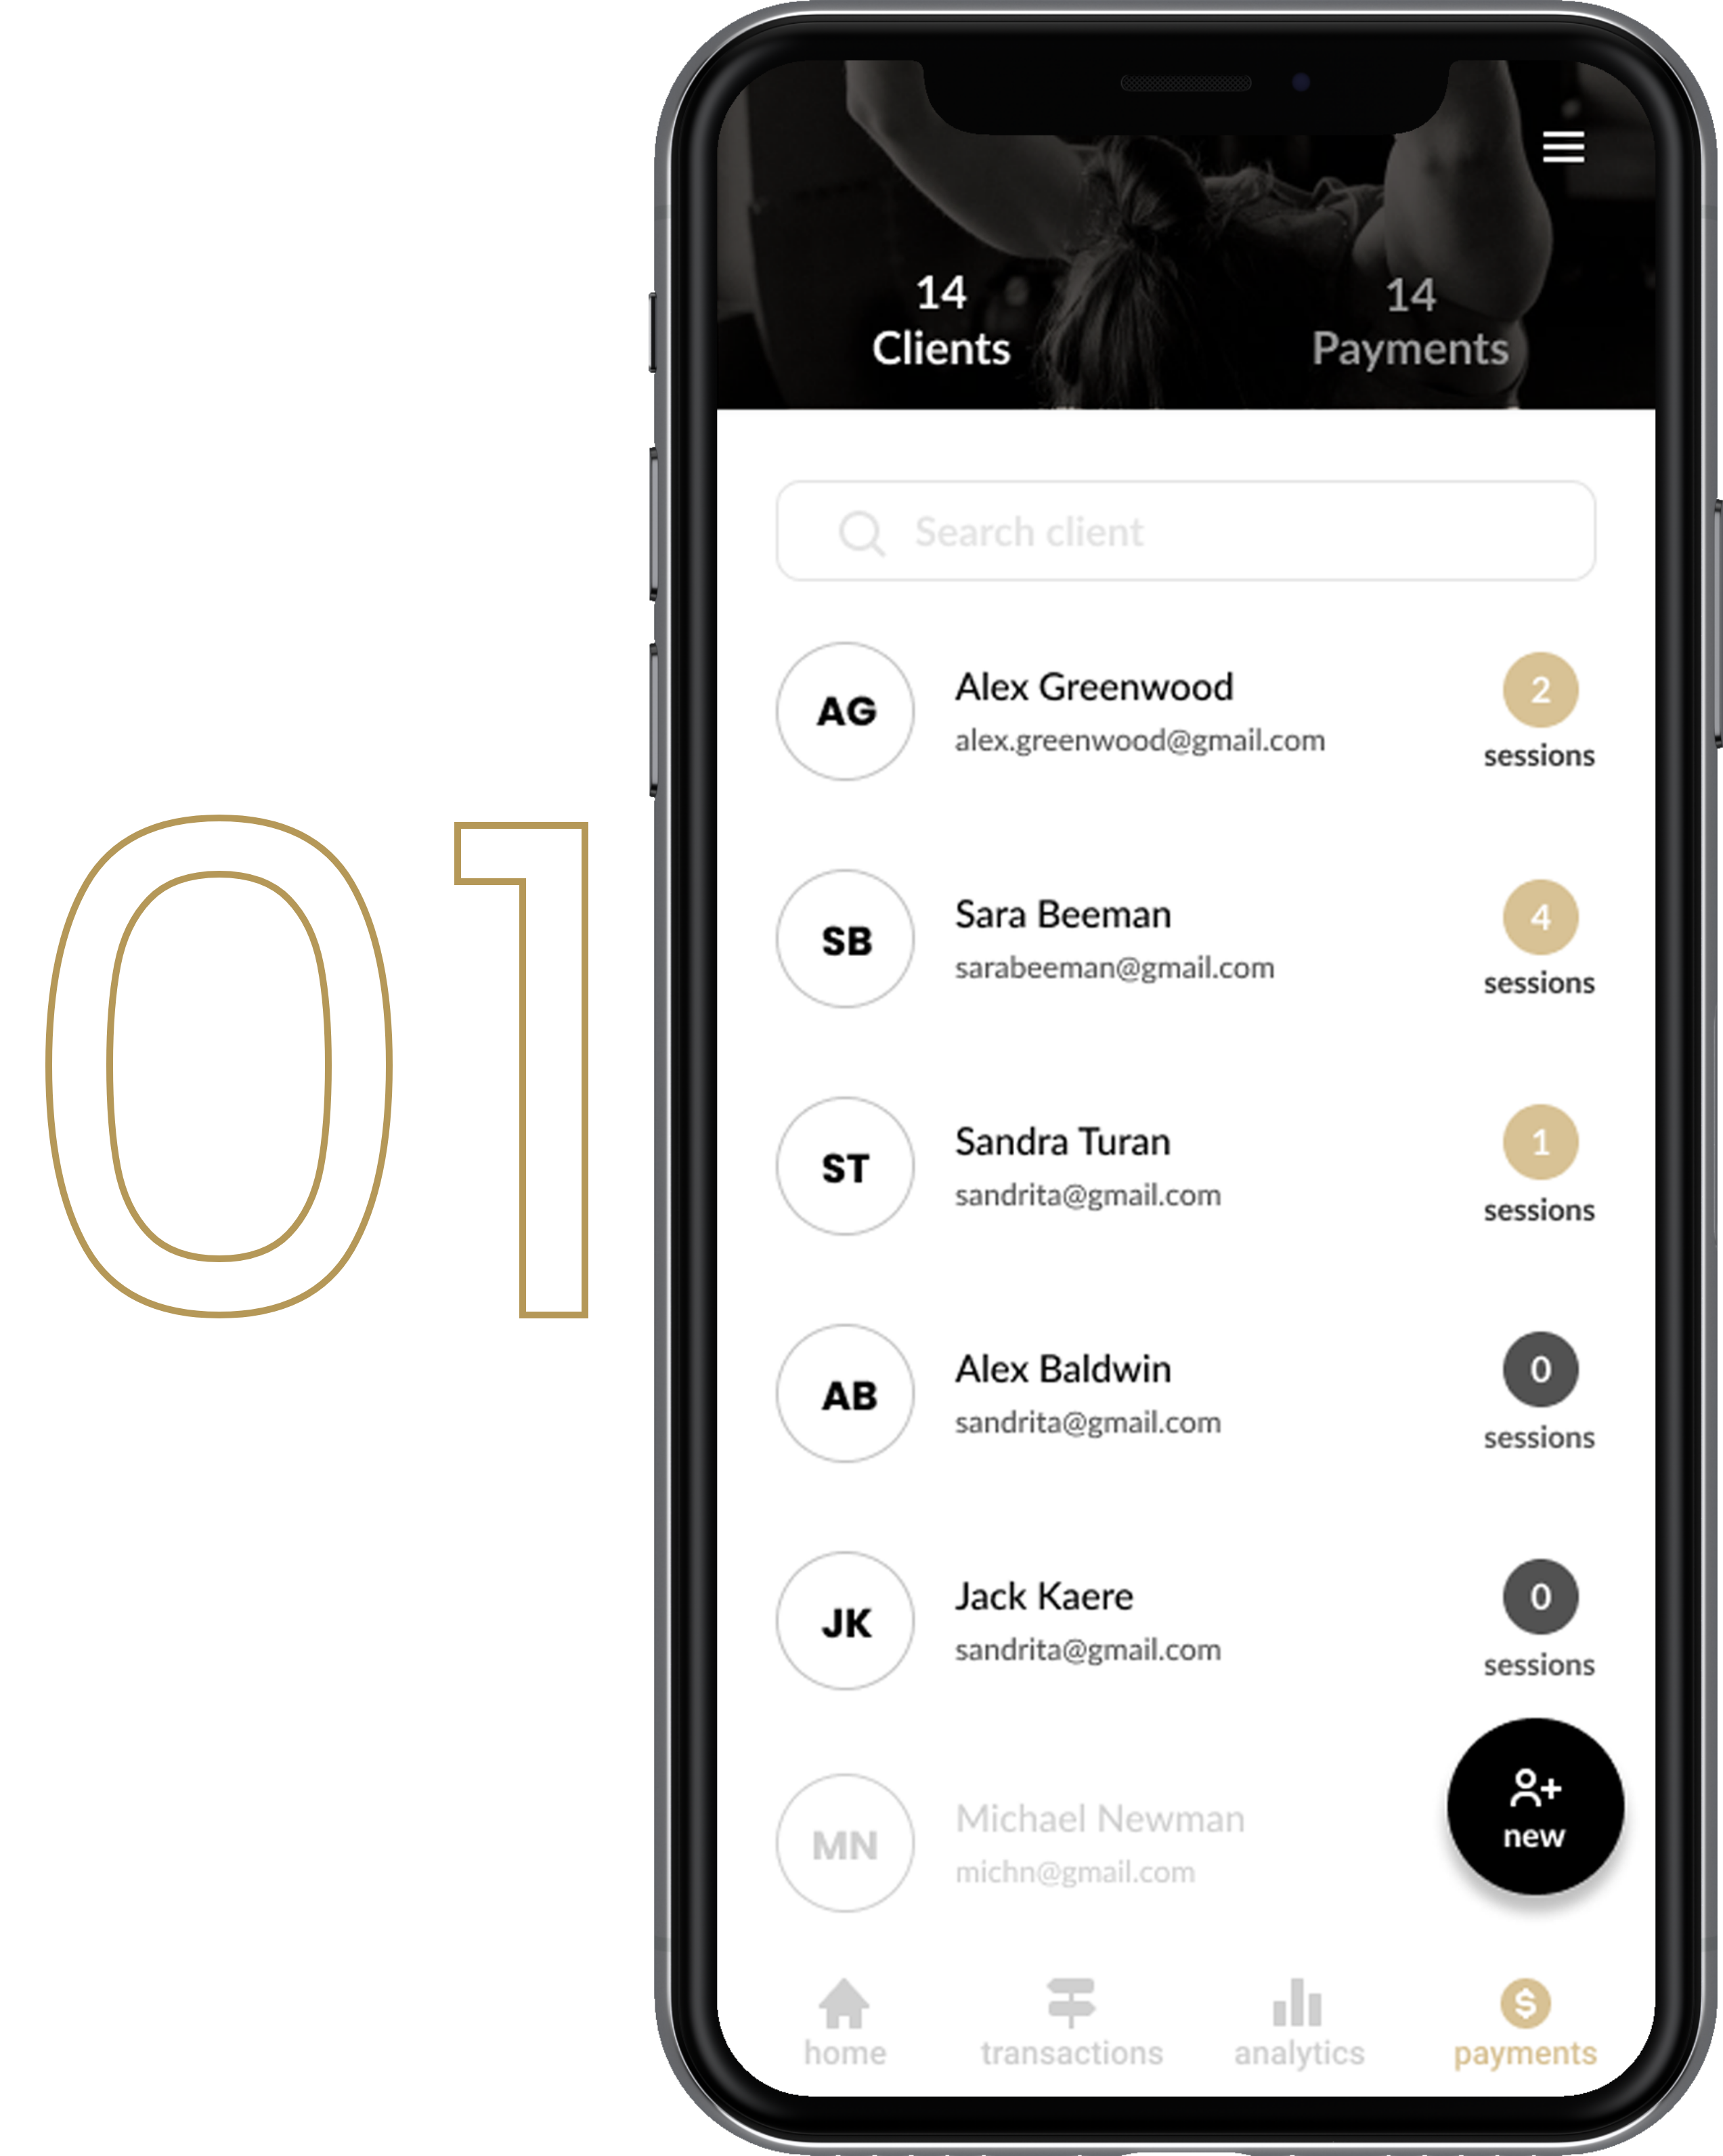 01
14
Clients
14
Payments
Search client
AG
Alex Greenwood
alex.greenwood@gmail.com
2
sessions
SB
Sara Beeman
sarabeeman@gmail.com
4
sessions
ST
Sandra Turan
sandrita@gmail.com
1
sessions
AB
Alex Baldwin
sandrita@gmail.com
0
sessions
JK
Jack Kaere
sandrita@gmail.com
0
sessions
MN
Michael Newman
michn@gmail.com
new
home
transactions
analytics
$
payments